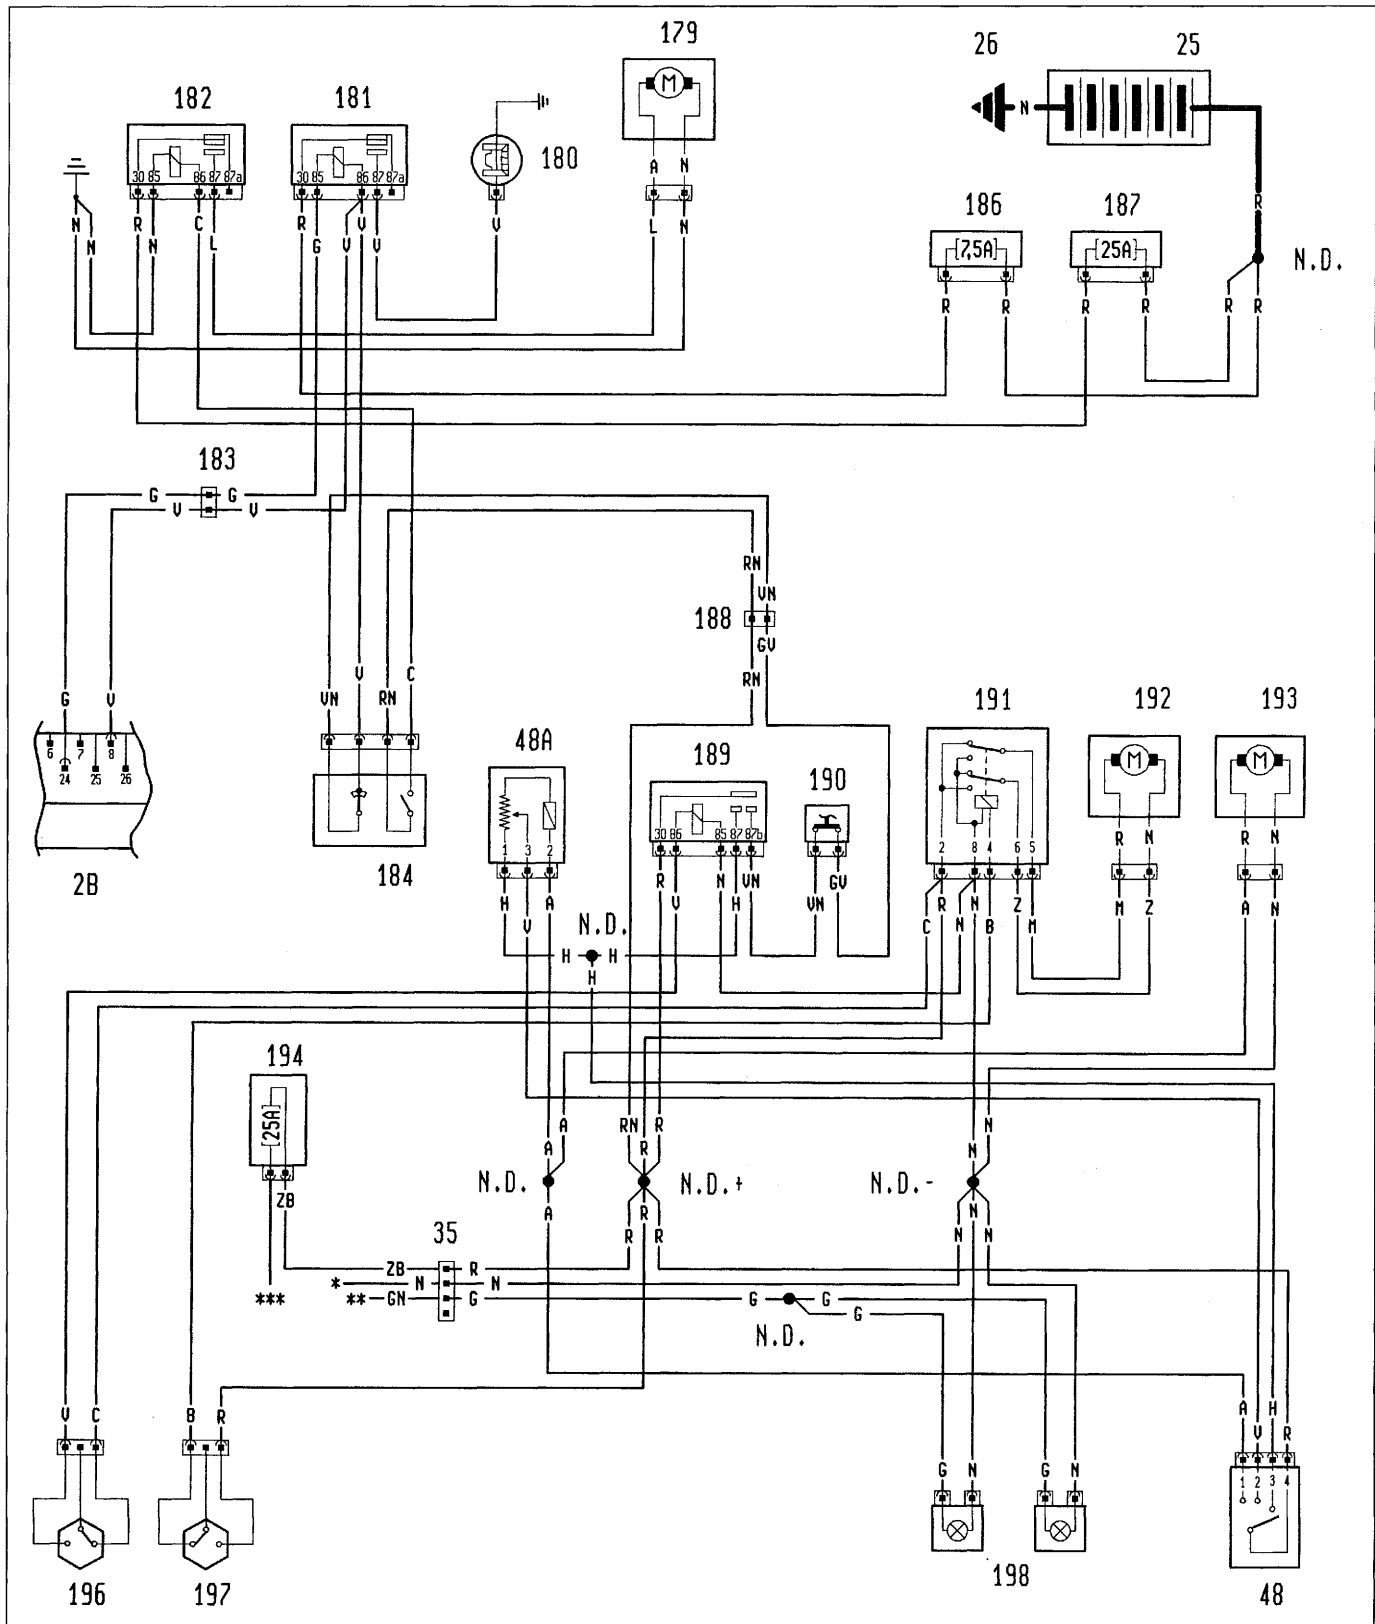 179
26 25
182 181
M
N
180
30 85 86 87 87a
30 85 86 87 87a
A N
R
186 187
N N R N C L R G V V V V L N
[7,5A] [25A]
N.D.
R R R R R R
183
G G
V V
RN
VN
188
GV
RN
G V VN V RN C
6 7 8
24 25 26
2B
184
48A
189
190
191 192 193
M M
1 3 2
30 86 85 87 87b
2 8 4 6 5
R N R N
H V A R V N H VN VN GV
C R N N B Z M M Z A N
N.D.
H H
H
194
[25A]
ZB
A A RN R R N N
N.D. N.D.+ N.D.-
A R R R N N N
35
ZB R
* N N
*** ** GN G G G
G
N.D.
V C B R
A V H R
G N G N
1 2 3 4
196 197 198 48